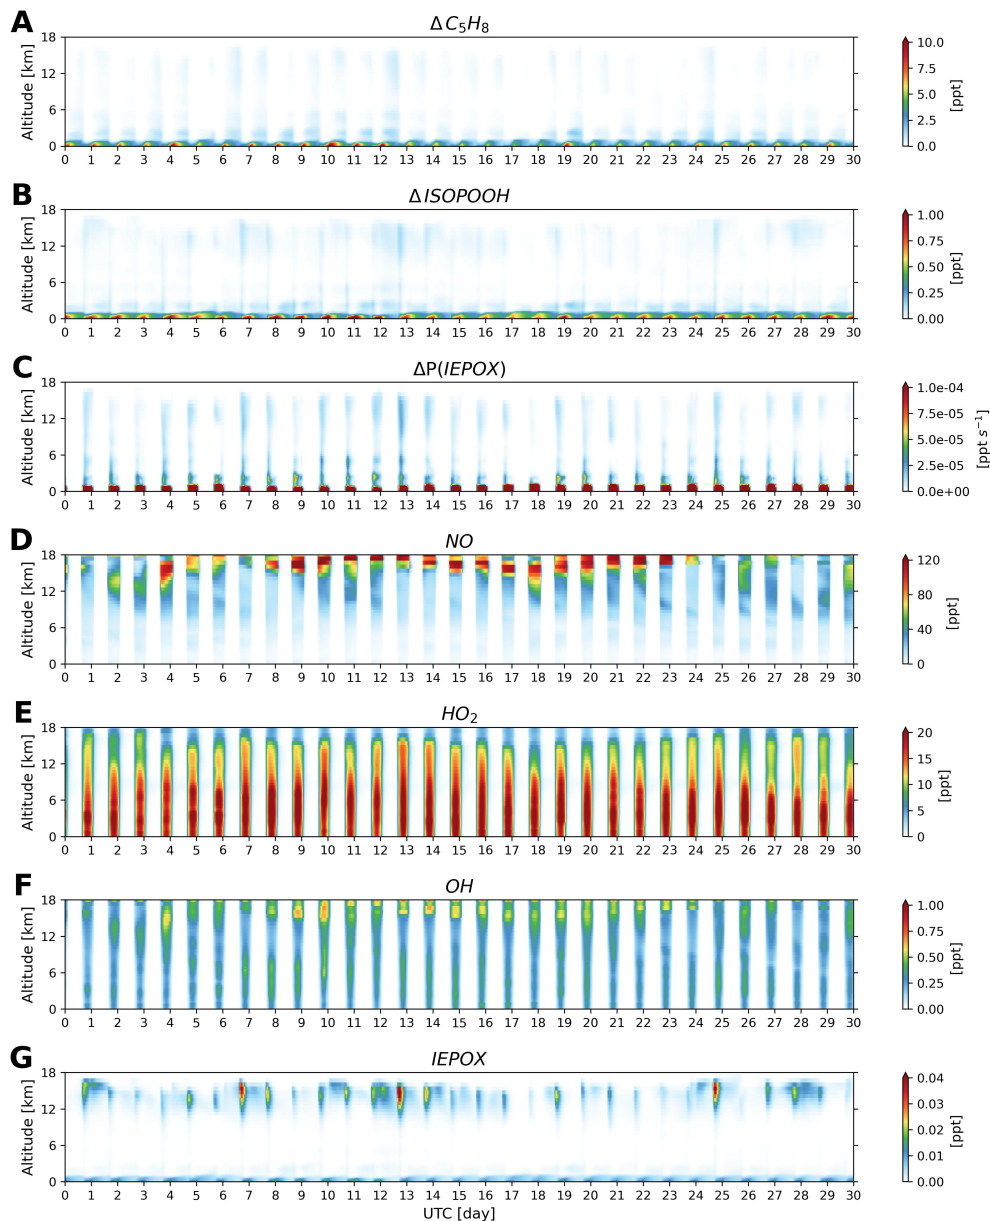 A
Δ C5H8
18
12
6
0
Altitude [km]
0 1 2 3 4 5 6 7 8 9 10 11 12 13 14 15 16 17 18 19 20 21 22 23 24 25 26 27 28 29 30
10.0
7.5
5.0
2.5
0.0
[ppt]
B
Δ ISOPOOH
18
12
6
0
Altitude [km]
0 1 2 3 4 5 6 7 8 9 10 11 12 13 14 15 16 17 18 19 20 21 22 23 24 25 26 27 28 29 30
1.00
0.75
0.50
0.25
0.00
[ppt]
C
ΔP(IEPOX)
18
12
6
0
Altitude [km]
0 1 2 3 4 5 6 7 8 9 10 11 12 13 14 15 16 17 18 19 20 21 22 23 24 25 26 27 28 29 30
1.0e-04
7.5e-05
5.0e-05
2.5e-05
0.0e+00
[ppt s⁻¹]
D
NO
18
12
6
0
Altitude [km]
0 1 2 3 4 5 6 7 8 9 10 11 12 13 14 15 16 17 18 19 20 21 22 23 24 25 26 27 28 29 30
120
80
40
0
[ppt]
E
HO2
18
12
6
0
Altitude [km]
0 1 2 3 4 5 6 7 8 9 10 11 12 13 14 15 16 17 18 19 20 21 22 23 24 25 26 27 28 29 30
20
15
10
5
0
[ppt]
F
OH
18
12
6
0
Altitude [km]
0 1 2 3 4 5 6 7 8 9 10 11 12 13 14 15 16 17 18 19 20 21 22 23 24 25 26 27 28 29 30
1.00
0.75
0.50
0.25
0.00
[ppt]
G
IEPOX
18
12
6
0
Altitude [km]
0 1 2 3 4 5 6 7 8 9 10 11 12 13 14 15 16 17 18 19 20 21 22 23 24 25 26 27 28 29 30
UTC [day]
0.04
0.03
0.02
0.01
0.00
[ppt]